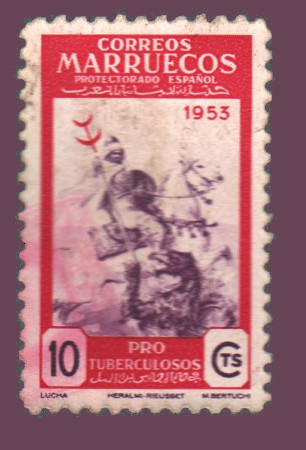 CORREOS
MARRUECOS
PROTECTORADO ESPAÑOL
1953
10 PRO CTS
TUBERCULOSOS
LUCHA HERALMI-RIEUSSET M.BERTUCHI